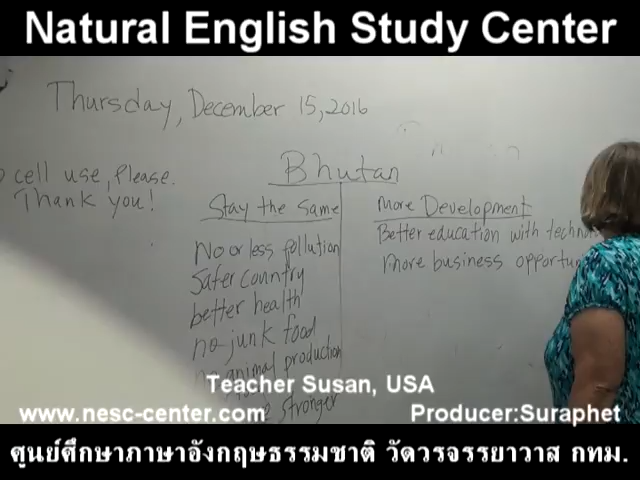 Natural English Study Center
Thursday, December 15, 2016
cell use, Please.
Thank you!
Bhutan
Stay the same
No or less pollution
Safer country
better health
no junk food
animal production
stronger
More Development
Better education with
More business
Teacher Susan, USA
www.nesc-center.com
Producer:Suraphet
ศูนย์ศึกษาภาษาอังกฤษธรรมชาติ วัดวรจรรยาวาส กทม.